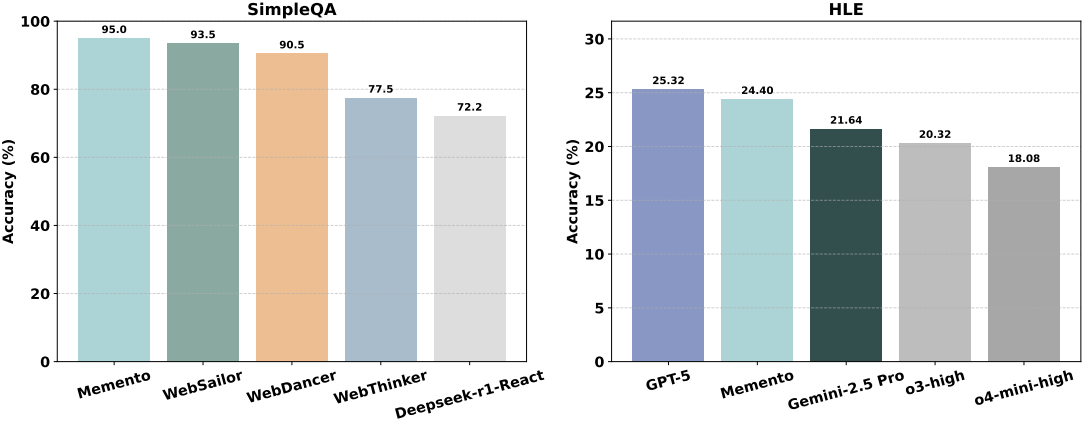 SimpleQA
Accuracy (%)
100
80
60
40
20
0
95.0
93.5
90.5
77.5
72.2
Memento
WebSailor
WebDancer
WebThinker
Deepseek-r1-React
HLE
Accuracy (%)
30
25
20
15
10
5
0
25.32
24.40
21.64
20.32
18.08
GPT-5
Memento
Gemini-2.5 Pro
o3-high
o4-mini-high